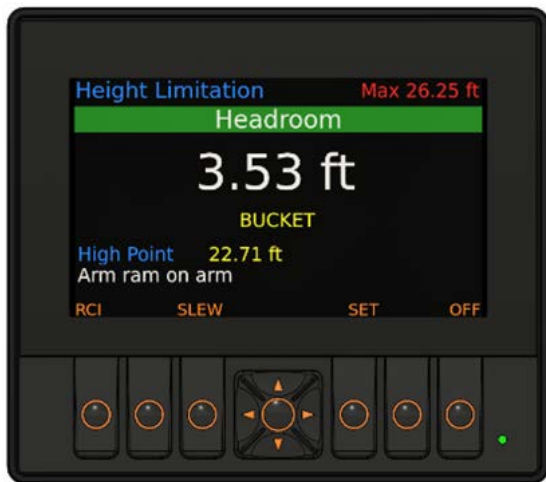 Height Limitation Max 26.25 ft
Headroom
3.53 ft
BUCKET
High Point 22.71 ft
Arm ram on arm
RCI SLEW SET OFF